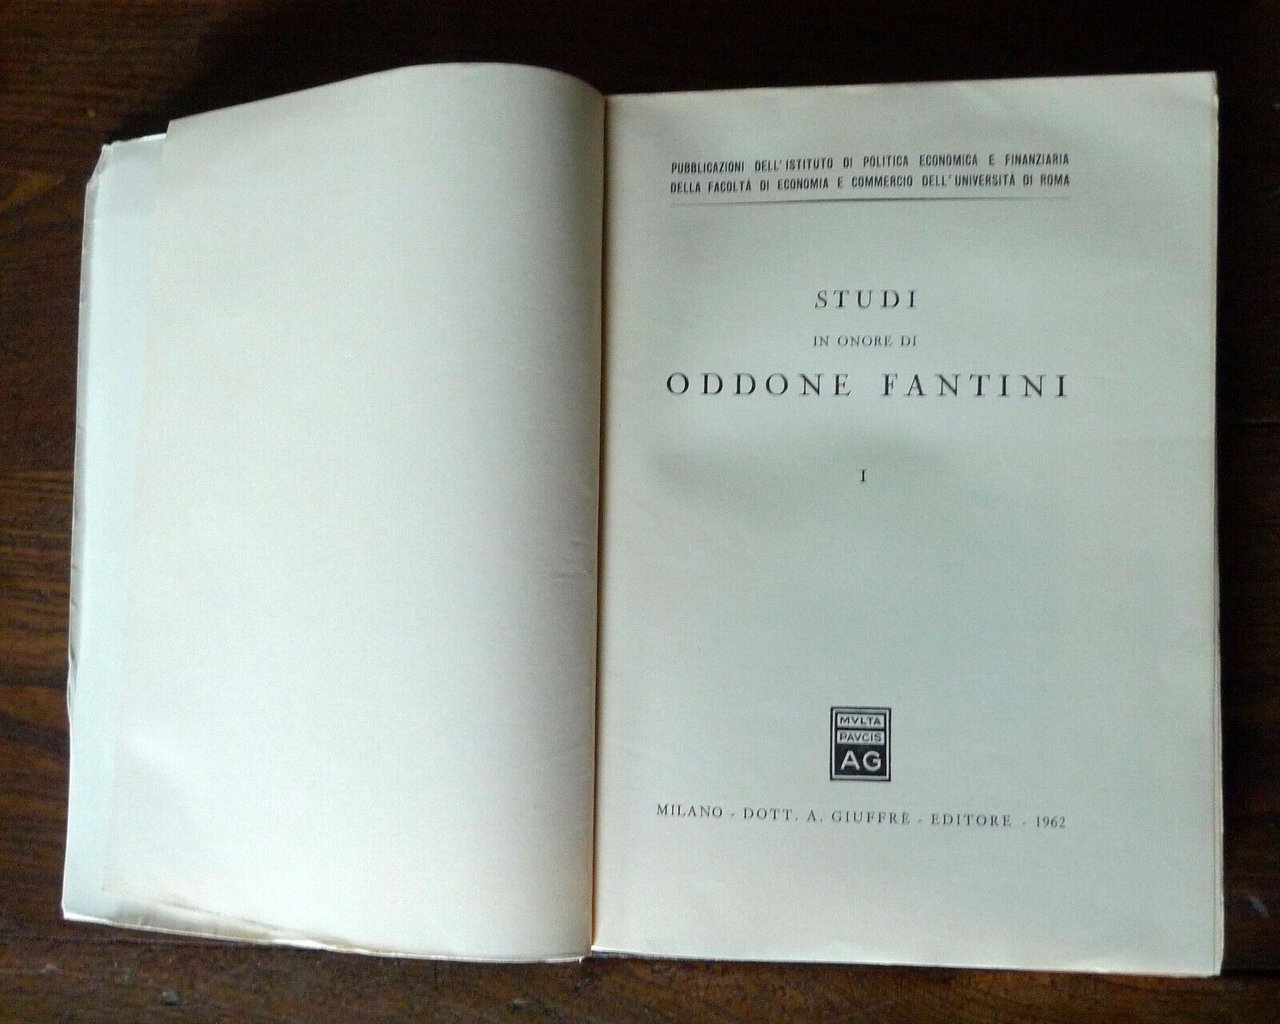 PUBBLICAZIONI DELL'ISTITUTO DI POLITICA ECONOMICA E FINANZIARIA
DELLA FACOLTÀ DI ECONOMIA E COMMERCIO DELL'UNIVERSITÀ DI ROMA
STUDI
IN ONORE DI
ODDONE FANTINI
I
MVLTA
PAVCIS
AG
MILANO - DOTT. A. GIUFFRÈ - EDITORE - 1962